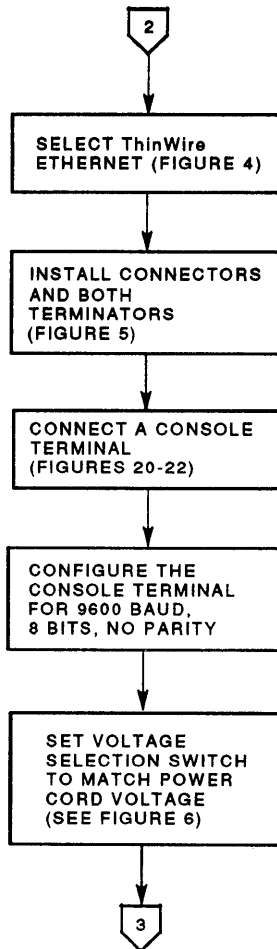 2
SELECT ThinWire
ETHERNET (FIGURE 4)
INSTALL CONNECTORS
AND BOTH
TERMINATORS
(FIGURE 5)
CONNECT A CONSOLE
TERMINAL
(FIGURES 20-22)
CONFIGURE THE
CONSOLE TERMINAL
FOR 9600 BAUD,
8 BITS, NO PARITY
SET VOLTAGE
SELECTION SWITCH
TO MATCH POWER
CORD VOLTAGE
(SEE FIGURE 6)
3